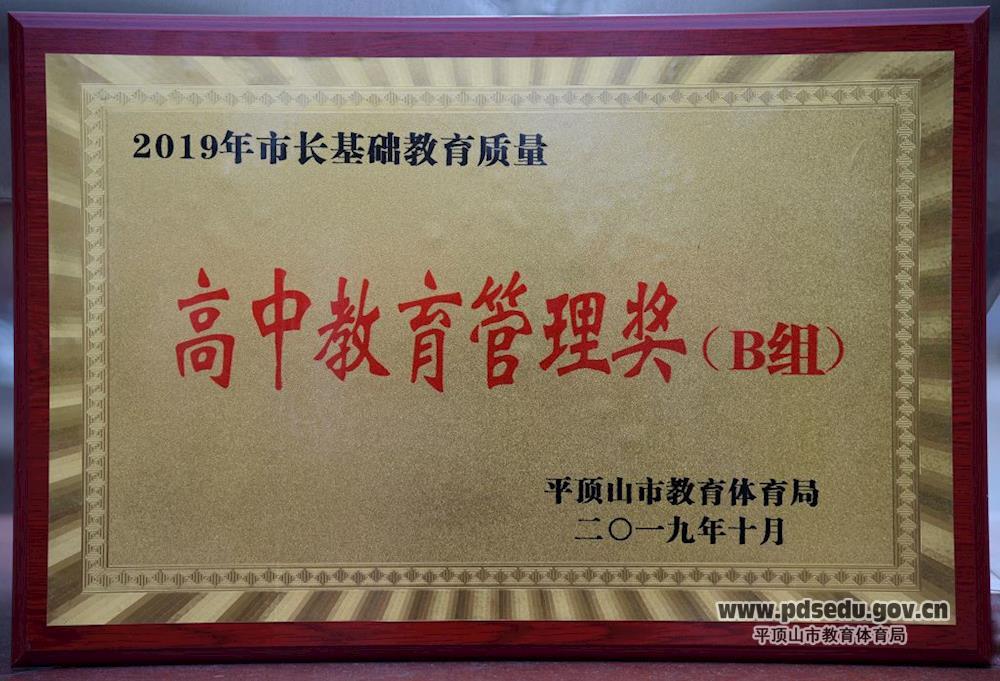 2019年市长基础教育质量
高中教育管理奖（B组）
平顶山市教育体育局
二〇一九年十月
www.pdsedu.gov.cn
平顶山市教育体育局